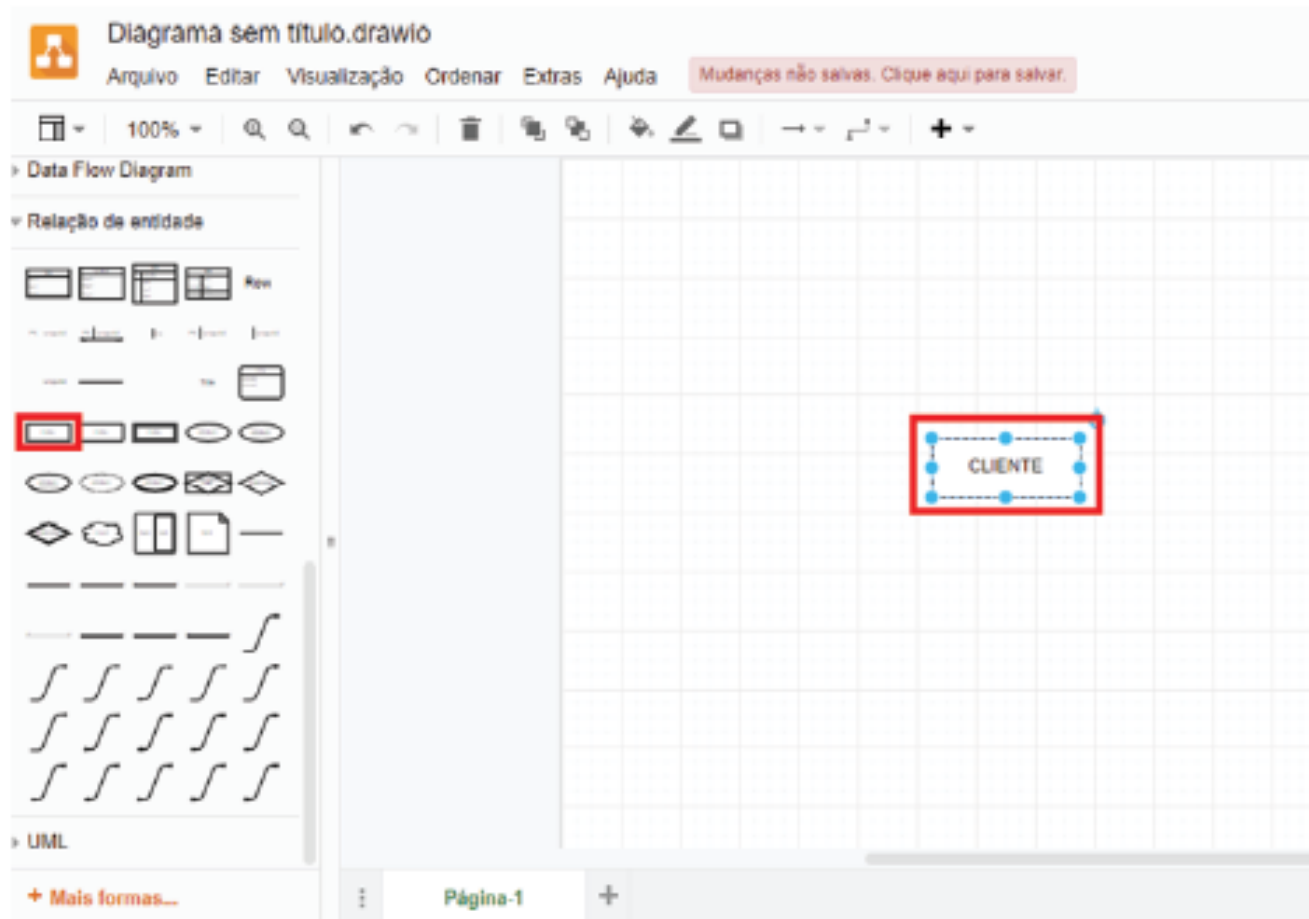 Diagrama sem título.drawio
Arquivo Editar Visualização Ordenar Extras Ajuda Mudanças não salvas. Clique aqui para salvar.
100%
Data Flow Diagram
Relação de entidade
Row
CLIENTE
UML
+ Mais formas...
Página-1